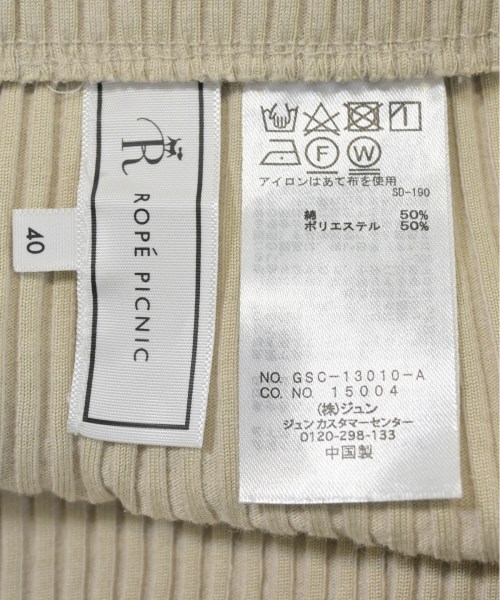 R
ROPÉ PICNIC
40
F
W
アイロンはあて布を使用
SD-190
綿 50%
ポリエステル 50%
NO. GSC-13010-A
CO. NO. 15004
(株)ジュン
ジュンカスタマーセンター
0120-298-133
中国製